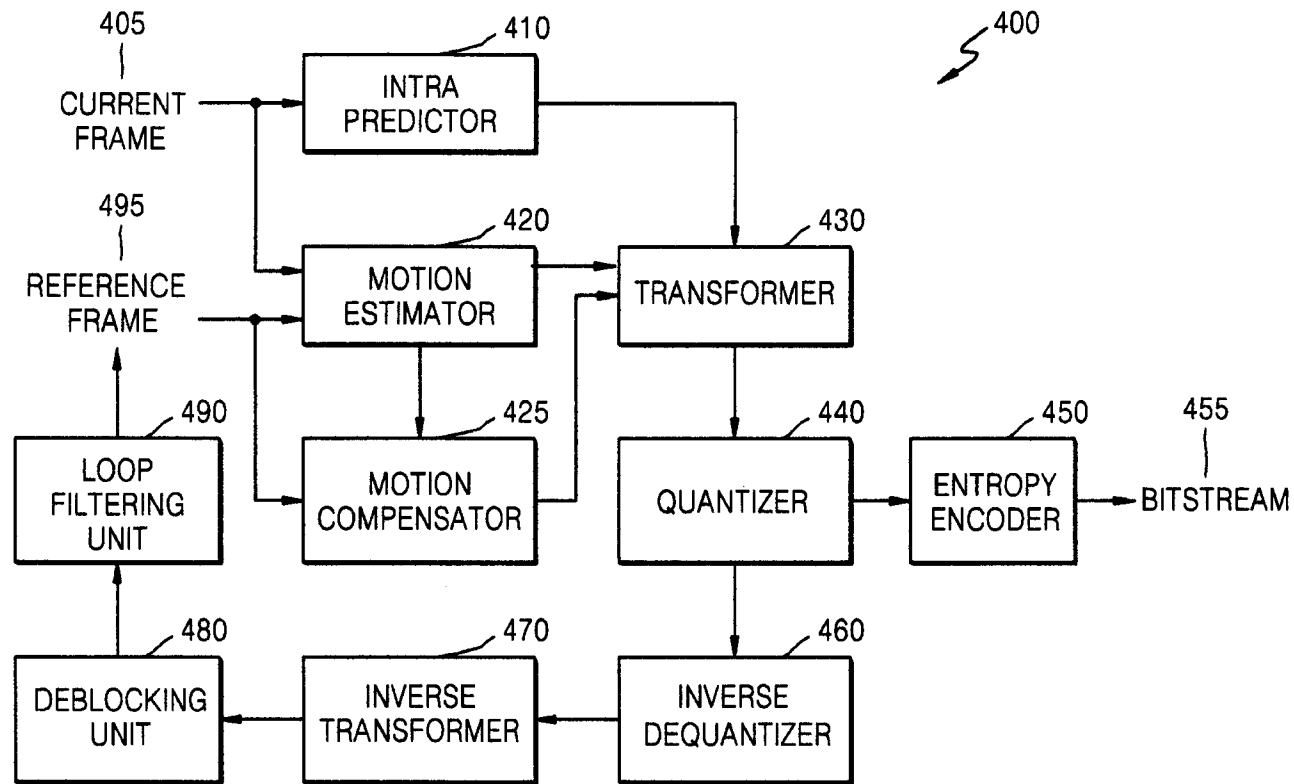 405
410
400
CURRENT
FRAME
INTRA
PREDICTOR
495
420
430
REFERENCE
FRAME
MOTION
ESTIMATOR
TRANSFORMER
490
425
440
450
455
LOOP
FILTERING
UNIT
MOTION
COMPENSATOR
QUANTIZER
ENTROPY
ENCODER
BITSTREAM
480
470
460
DEBLOCKING
UNIT
INVERSE
TRANSFORMER
INVERSE
DEQUANTIZER